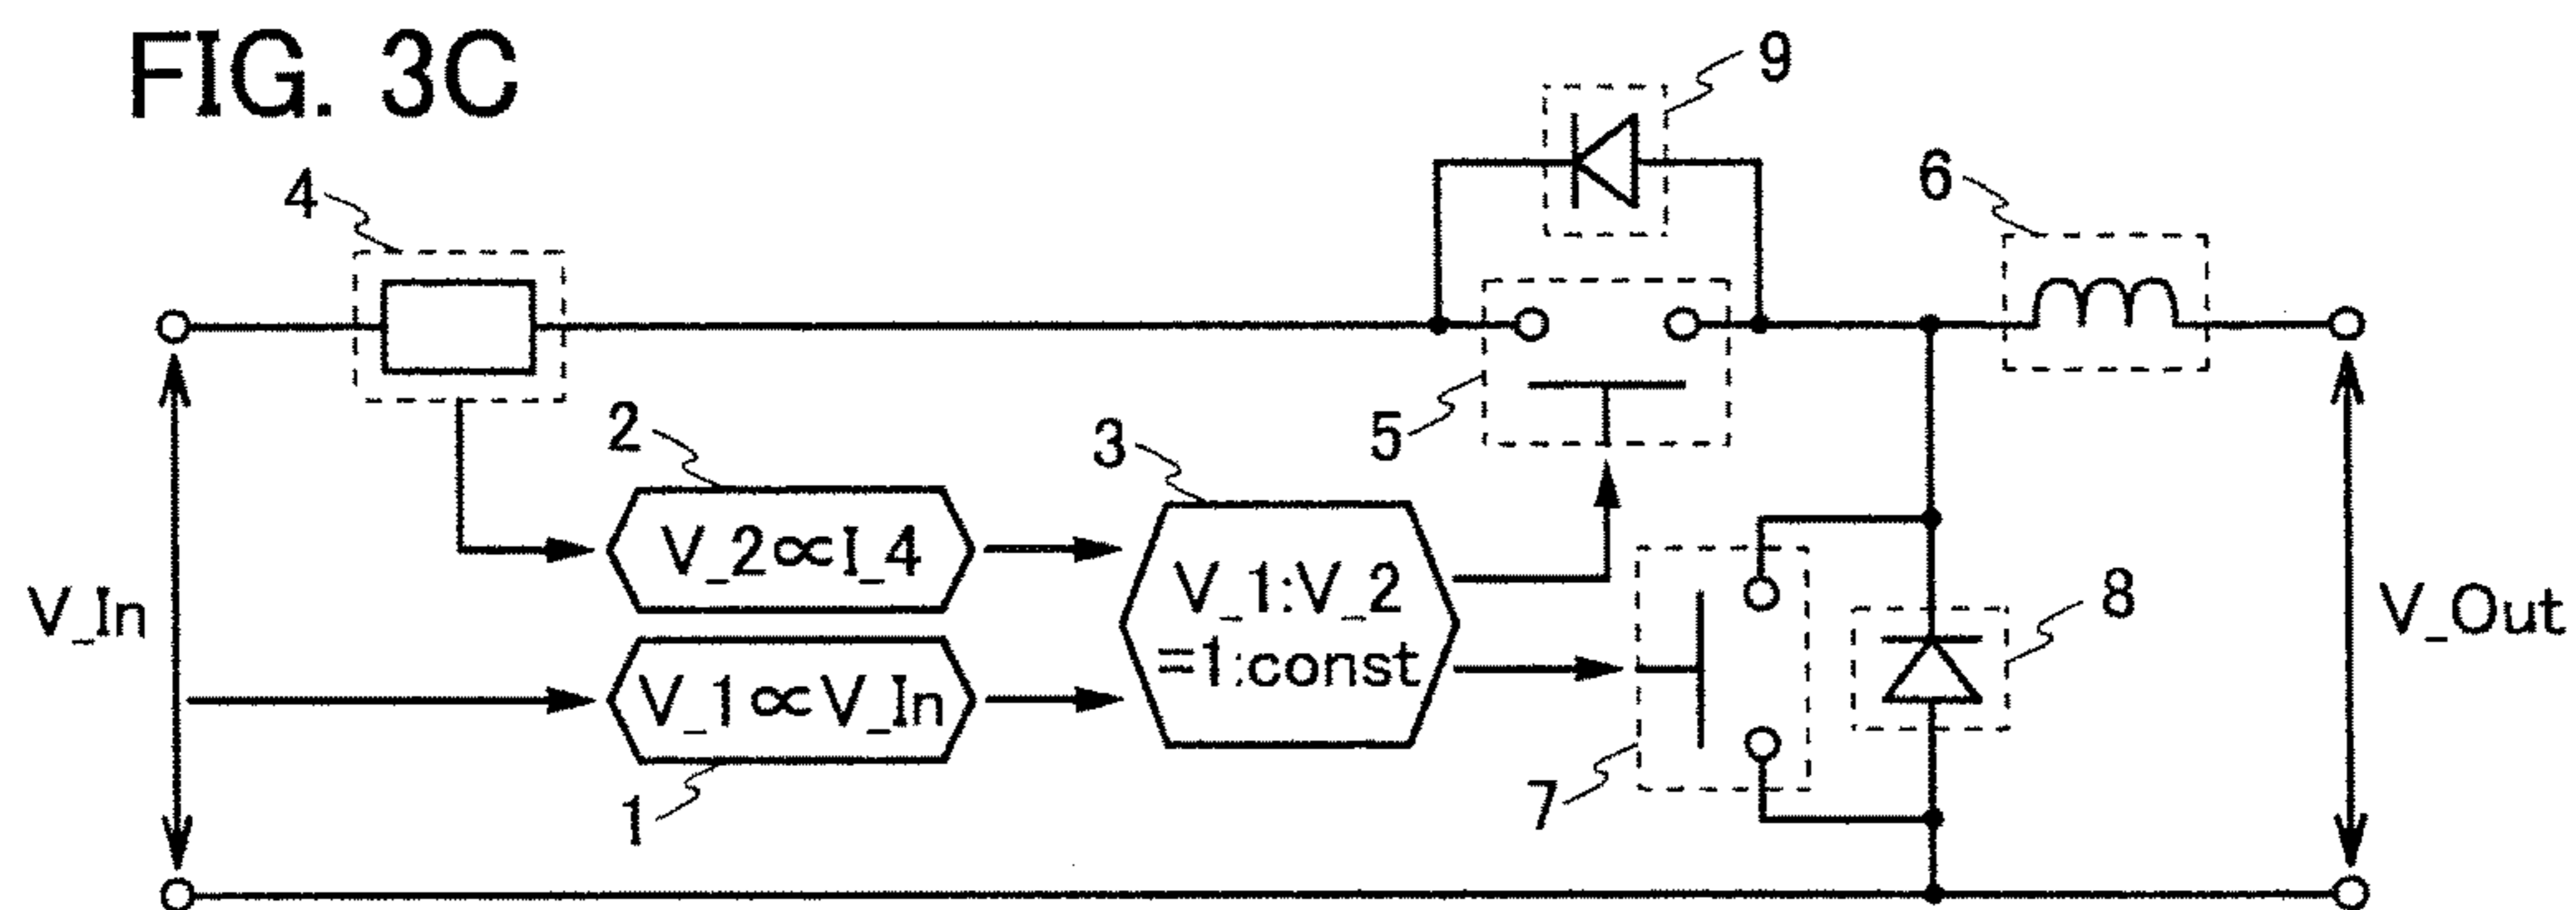 FIG. 3C
9
4
6
2
3
5
V_2∝I_4
V_1:V_2
=1:const
V_In
V_1∝V_In
8
V_Out
1
7